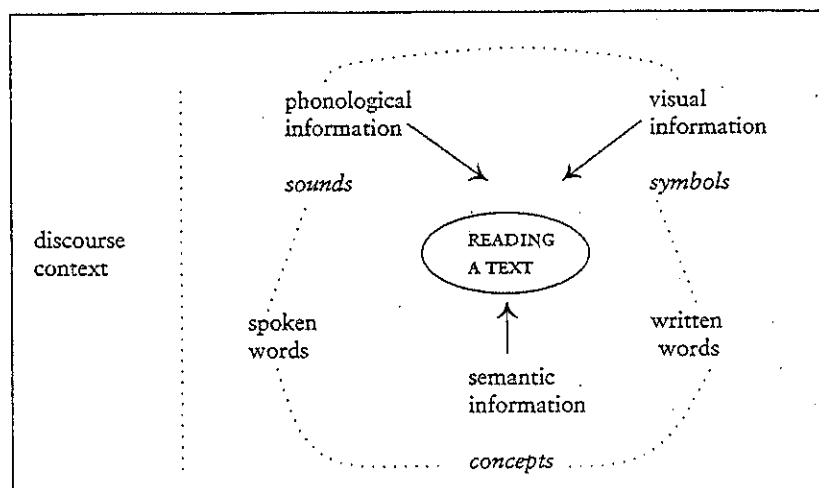 phonological
information
visual
information
sounds
symbols
READING
A TEXT
discourse
context
spoken
words
written
words
semantic
information
concepts